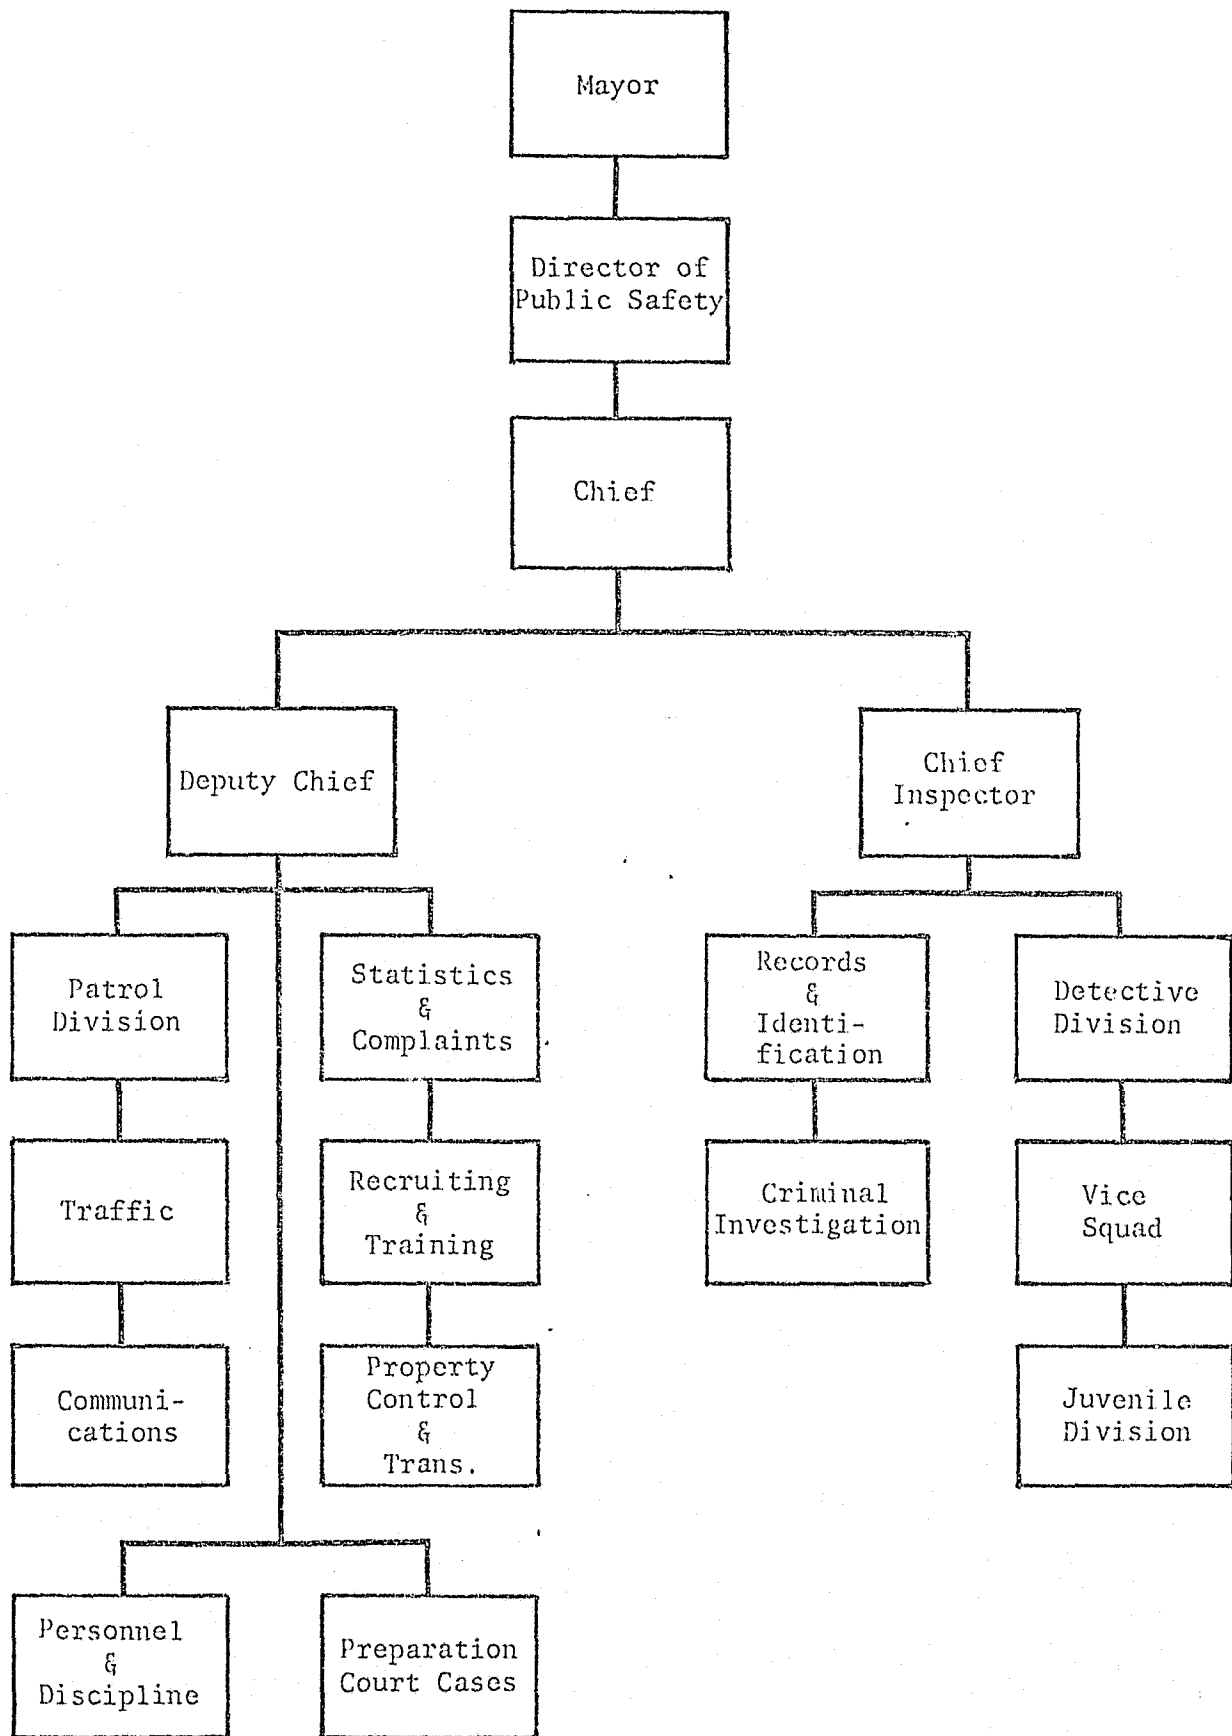 Mayor
Director of
Public Safety
Chief
Deputy Chief
Chief
Inspector
Patrol
Division
Statistics
&
Complaints
Records
&
Identi-
fication
Detective
Division
Traffic
Recruiting
&
Training
Criminal
Investigation
Vice
Squad
Communi-
cations
Property
Control
&
Trans.
Juvenile
Division
Personnel
&
Discipline
Preparation
Court Cases